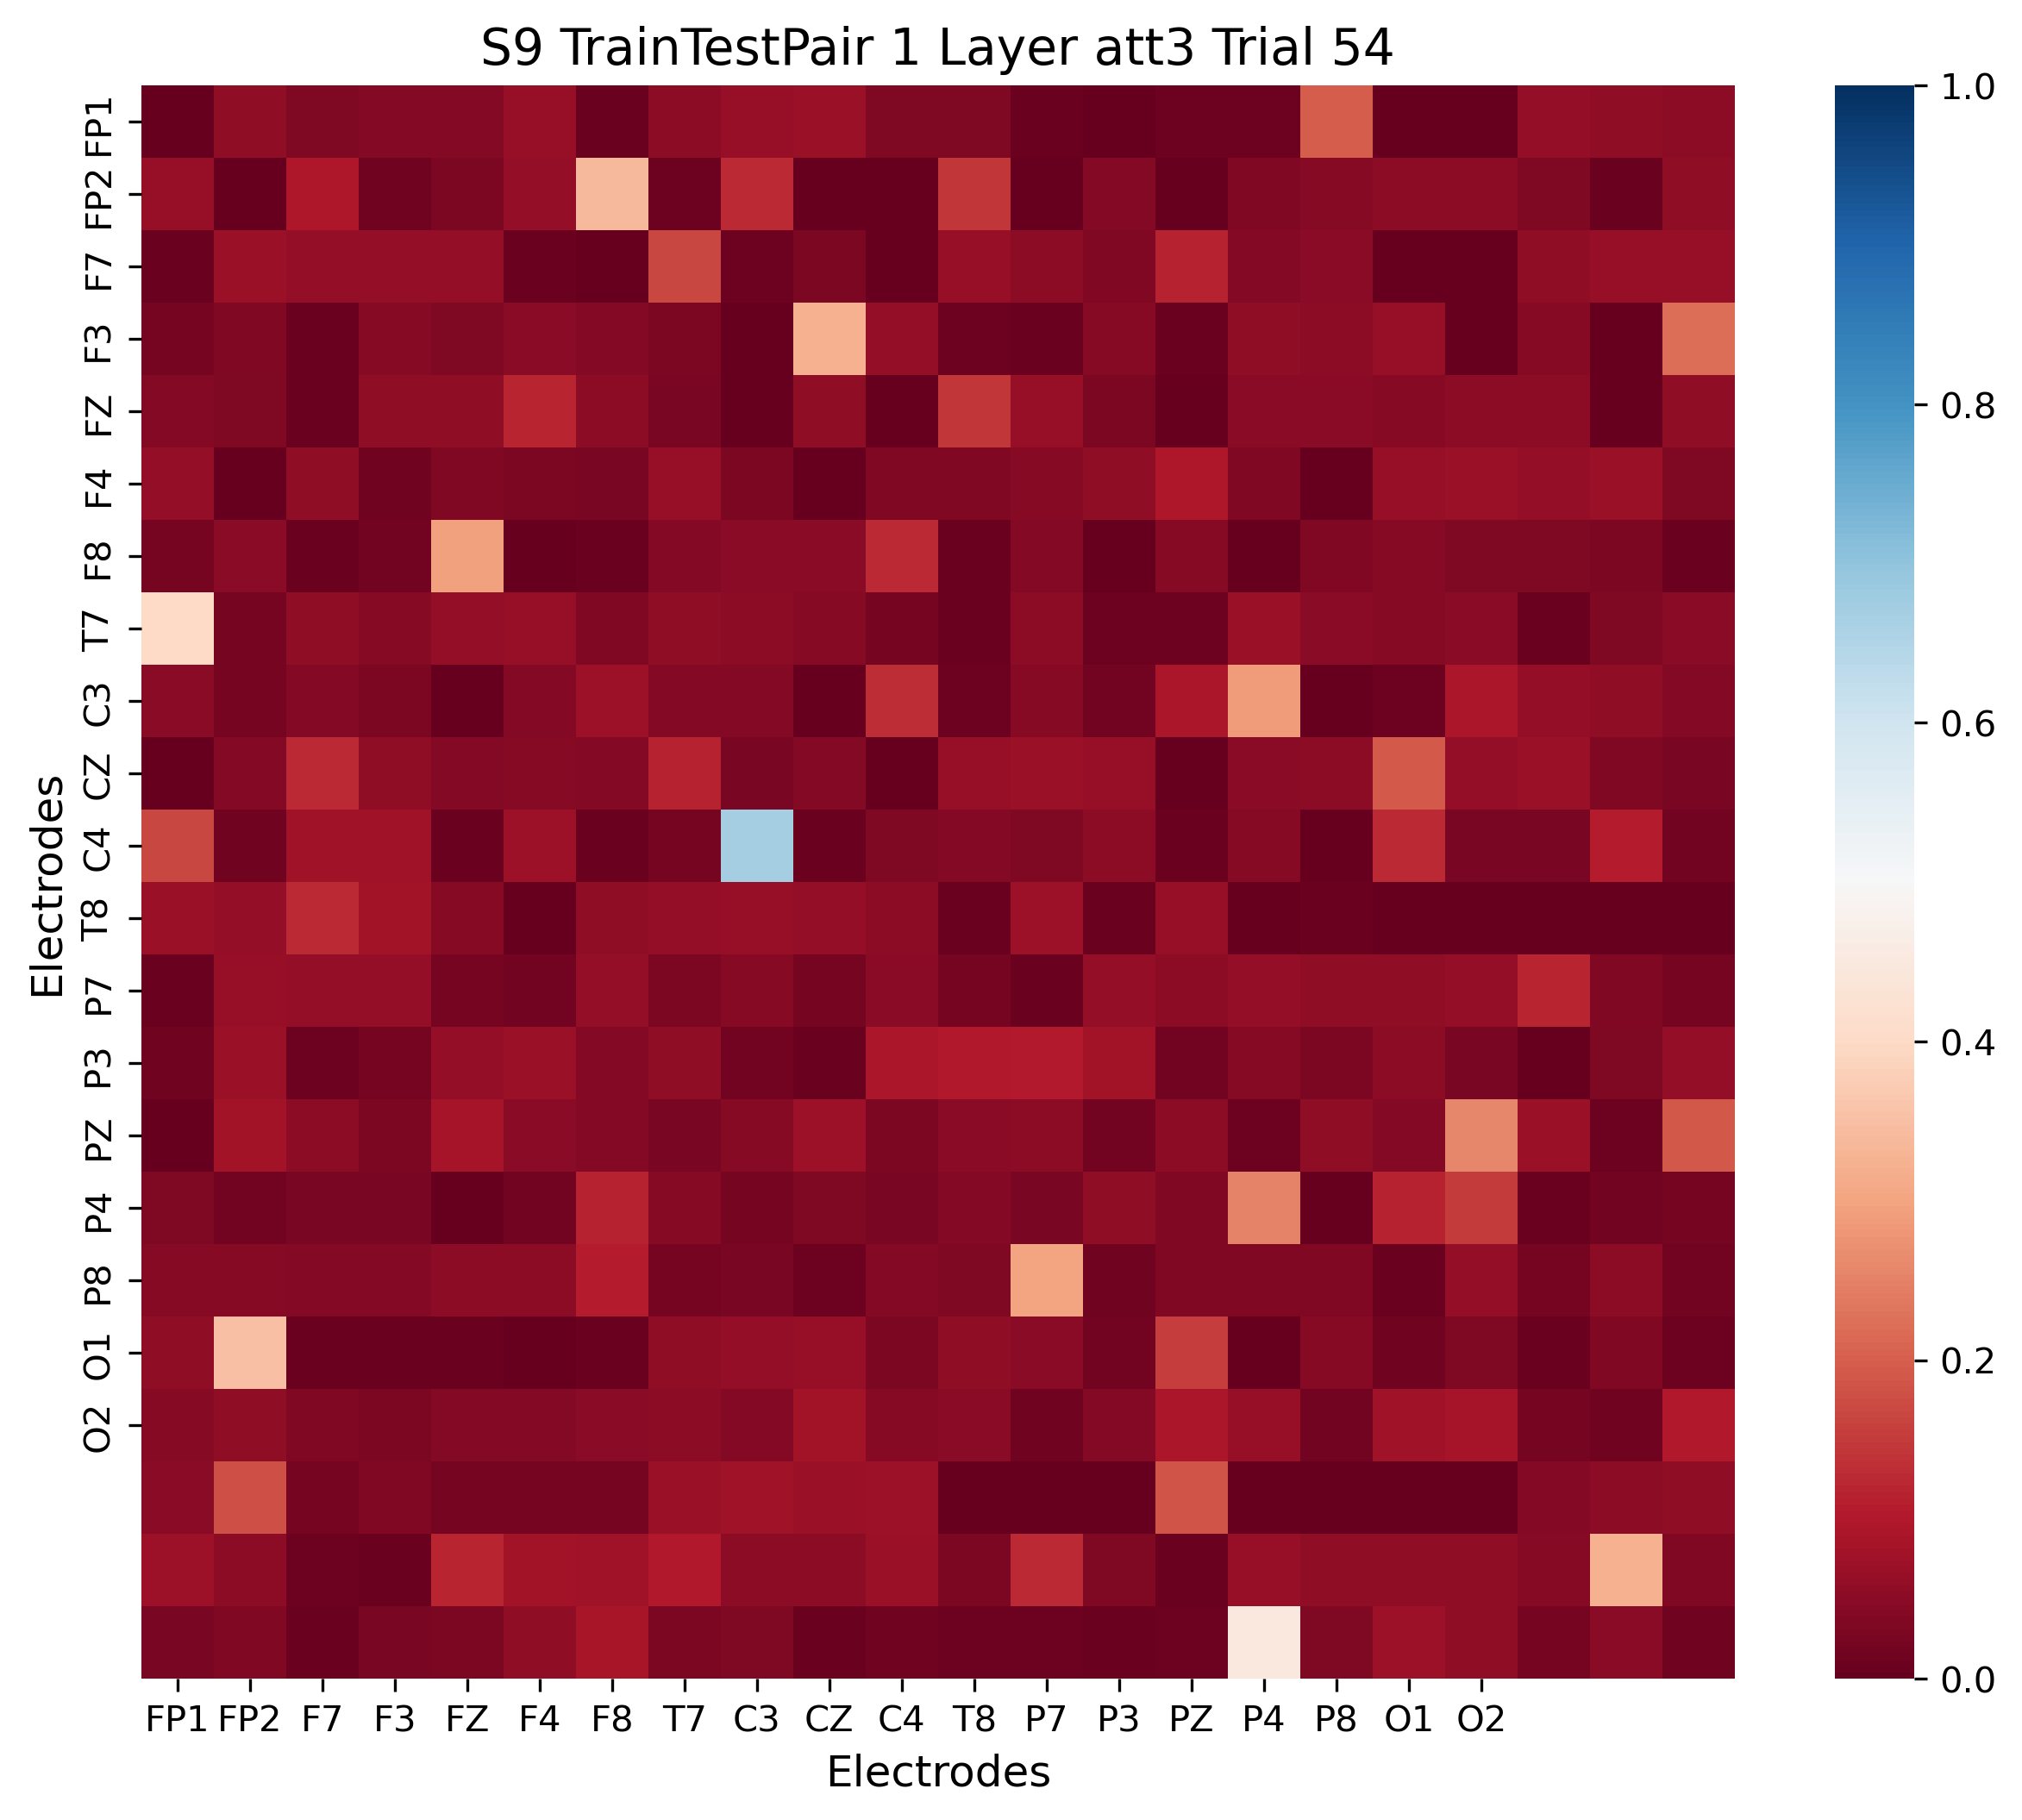 S9 TrainTestPair 1 Layer att3 Trial 54
Electrodes
FP1
FP2
F7
F3
FZ
F4
F8
T7
C3
CZ
C4
T8
P7
P3
PZ
P4
P8
O1
O2
FP1 FP2 F7 F3 FZ F4 F8 T7 C3 CZ C4 T8 P7 P3 PZ P4 P8 O1 O2
Electrodes
1.0
0.8
0.6
0.4
0.2
0.0